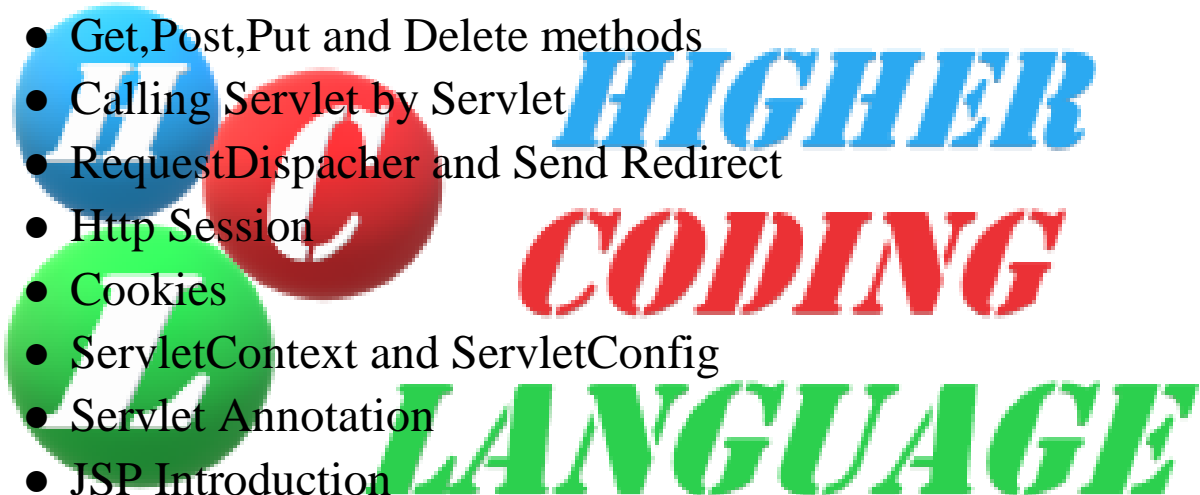 ● Get,Post,Put and Delete methods
● Calling Servlet by Servlet
● RequestDispacher and Send Redirect
● Http Session
● Cookies
● ServletContext and ServletConfig
● Servlet Annotation
● JSP Introduction
H
C
L
HIGHER
CODING
LANGUAGE